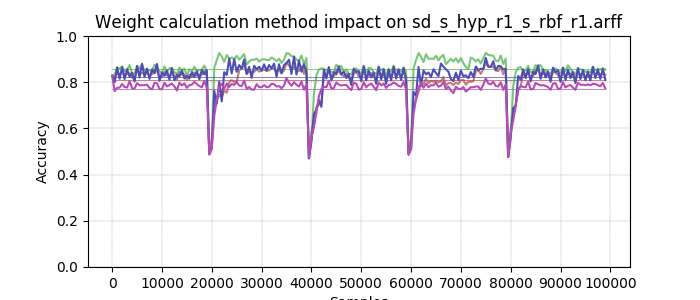 Weight calculation method impact on sd_s_hyp_r1_s_rbf_r1.arff
1.0
0.8
0.6
0.4
0.2
0.0
Accuracy
0 10000 20000 30000 40000 50000 60000 70000 80000 90000 100000
Samples